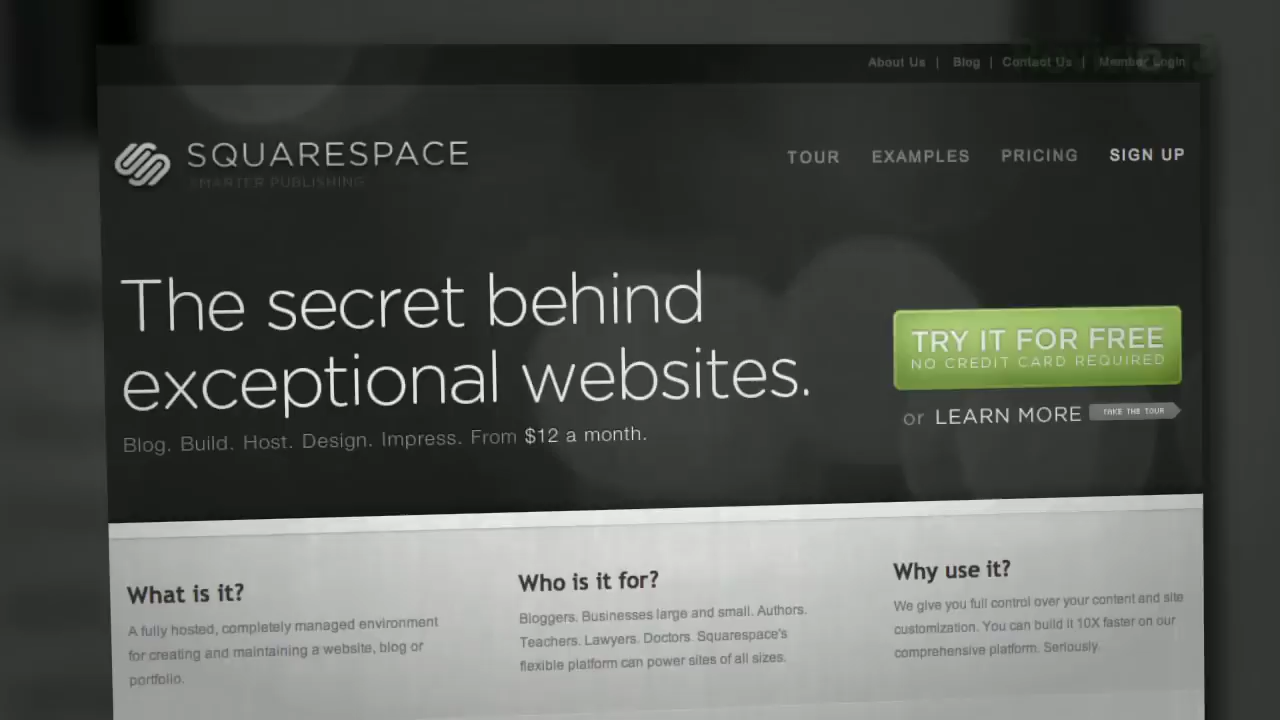 About Us | Blog | Contact Us | Member Login
SQUARESPACE
SMARTER PUBLISHING
TOUR EXAMPLES PRICING SIGN UP
The secret behind
exceptional websites.
Blog. Build. Host. Design. Impress. From $12 a month.
TRY IT FOR FREE
NO CREDIT CARD REQUIRED
or LEARN MORE TAKE THE TOUR
What is it?
A fully hosted, completely managed environment
for creating and maintaining a website, blog or
portfolio.
Who is it for?
Bloggers. Businesses large and small. Authors.
Teachers. Lawyers. Doctors. Squarespace's
flexible platform can power sites of all sizes.
Why use it?
We give you full control over your content and site
customization. You can build it 10X faster on our
comprehensive platform. Seriously.